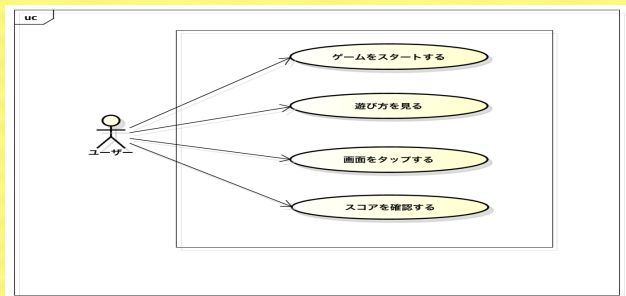 uc
ゲームをスタートする
遊び方を見る
ユーザー
画面をタップする
スコアを確認する